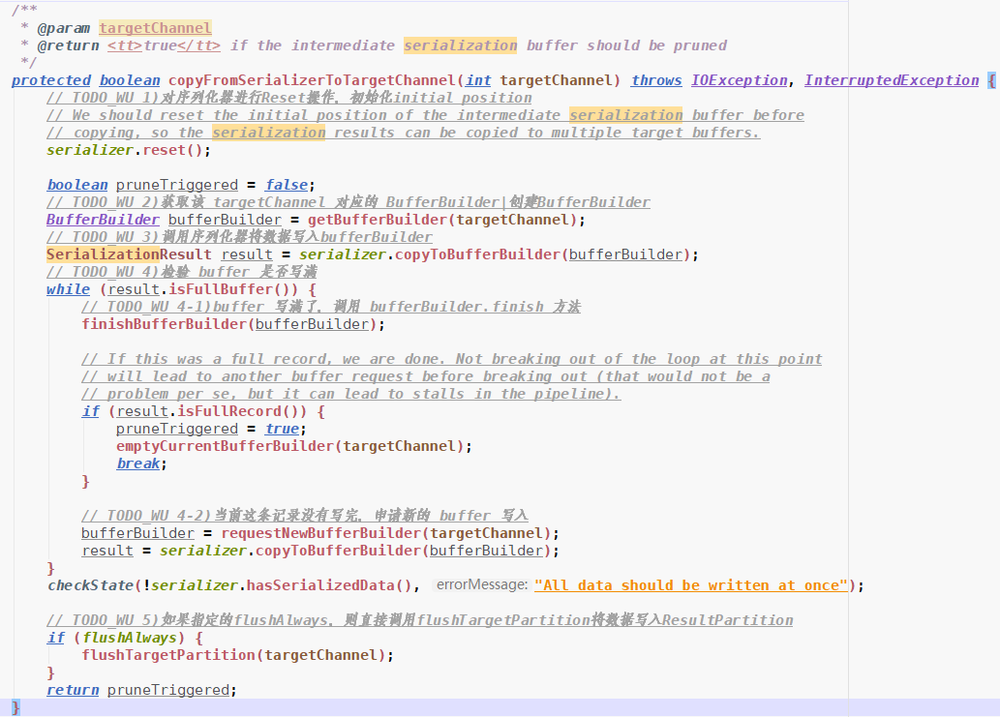 /**
 * @param targetChannel
 * @return <tt>true</tt> if the intermediate serialization buffer should be pruned
 */
protected boolean copyFromSerializerToTargetChannel(int targetChannel) throws IOException, InterruptedException {
// TODO_WU 1)对序列化器进行Reset操作，初始化initial position
// We should reset the initial position of the intermediate serialization buffer before
// copying, so the serialization results can be copied to multiple target buffers.
serializer.reset();
boolean pruneTriggered = false;
// TODO_WU 2)获取该 targetChannel 对应的 BufferBuilder|创建BufferBuilder
BufferBuilder bufferBuilder = getBufferBuilder(targetChannel);
// TODO_WU 3)调用序列化器将数据写入bufferBuilder
SerializationResult result = serializer.copyToBufferBuilder(bufferBuilder);
// TODO_WU 4)检验 buffer 是否写满
while (result.isFullBuffer()) {
// TODO_WU 4-1)buffer 写满了，调用 bufferBuilder.finish 方法
finishBufferBuilder(bufferBuilder);
// If this was a full record, we are done. Not breaking out of the loop at this point
// will lead to another buffer request before breaking out (that would not be a
// problem per se, but it can lead to stalls in the pipeline).
if (result.isFullRecord()) {
pruneTriggered = true;
emptyCurrentBufferBuilder(targetChannel);
break;
}
// TODO_WU 4-2)当前这条记录没有写完，申请新的 buffer 写入
bufferBuilder = requestNewBufferBuilder(targetChannel);
result = serializer.copyToBufferBuilder(bufferBuilder);
}
checkState(!serializer.hasSerializedData(), errorMessage: "All data should be written at once");
// TODO_WU 5)如果指定的flushAlways，则直接调用flushTargetPartition将数据写入ResultPartition
if (flushAlways) {
flushTargetPartition(targetChannel);
}
return pruneTriggered;
}